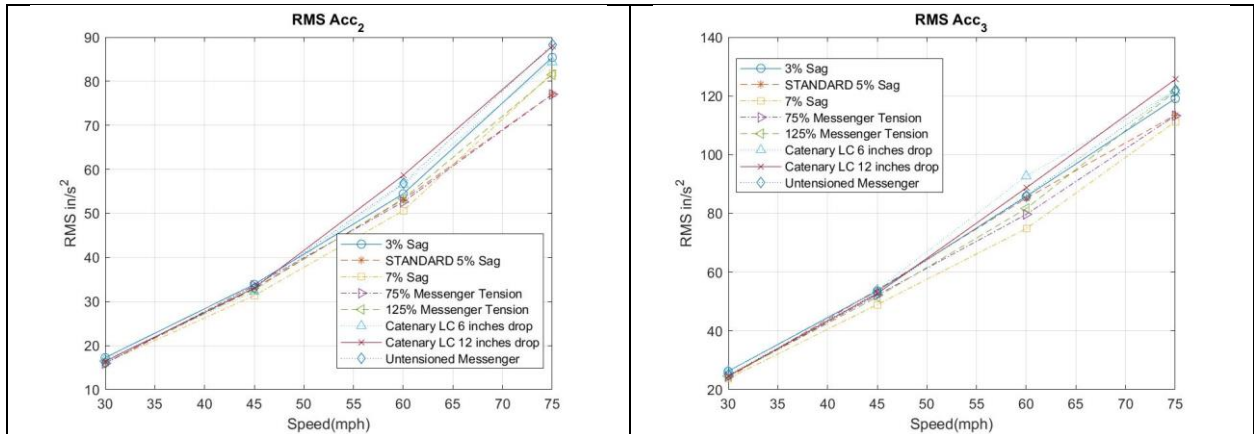 RMS Acc2
90
80
70
60
50
40
30
20
10
RMS in/s2
3% Sag
STANDARD 5% Sag
7% Sag
75% Messenger Tension
125% Messenger Tension
Catenary LC 6 inches drop
Catenary LC 12 inches drop
Untensioned Messenger
30 35 40 45 50 55 60 65 70 75
Speed(mph)
RMS Acc3
140
120
100
80
60
40
20
RMS in/s2
3% Sag
STANDARD 5% Sag
7% Sag
75% Messenger Tension
125% Messenger Tension
Catenary LC 6 inches drop
Catenary LC 12 inches drop
Untensioned Messenger
30 35 40 45 50 55 60 65 70 75
Speed(mph)